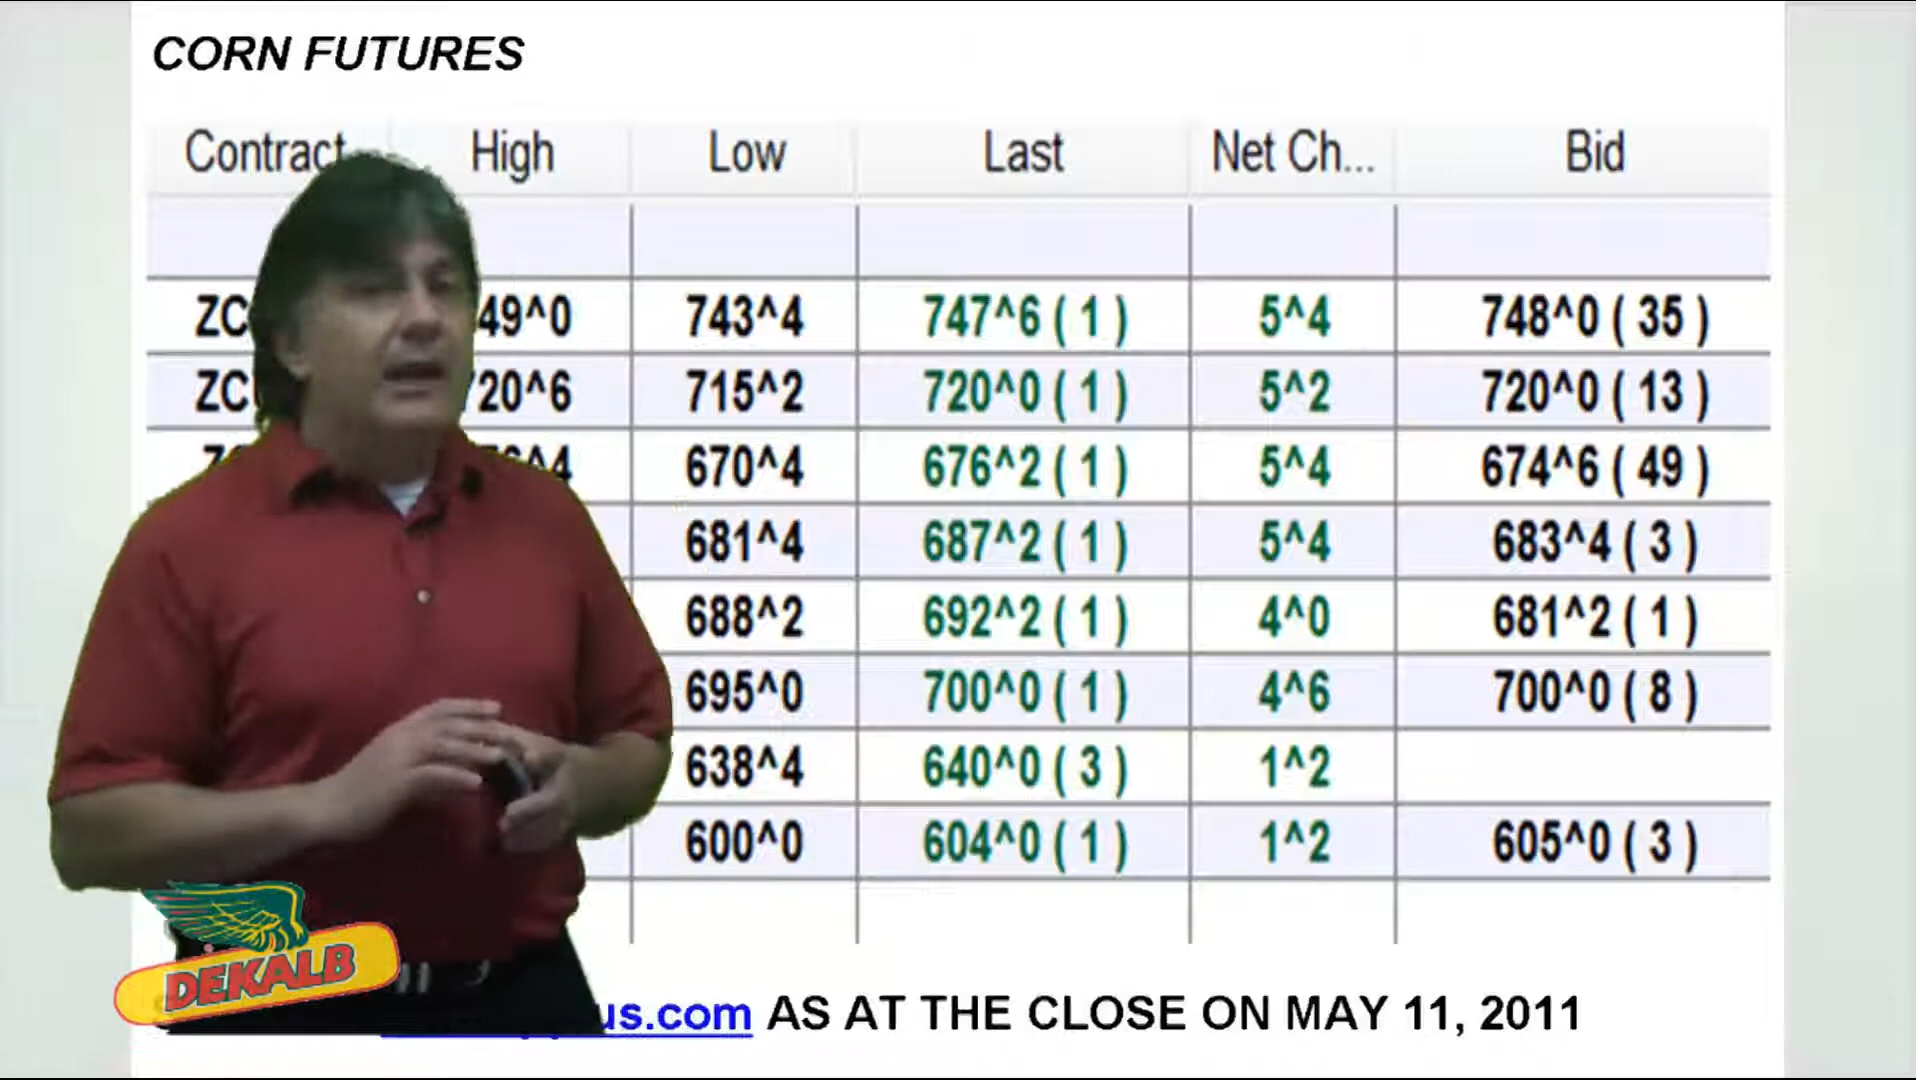 CORN FUTURES
Contract High Low Last Net Ch... Bid
ZC 49^0 743^4 747^6 ( 1 ) 5^4 748^0 ( 35 )
ZC 720^6 715^2 720^0 ( 1 ) 5^2 720^0 ( 13 )
^4 670^4 676^2 ( 1 ) 5^4 674^6 ( 49 )
681^4 687^2 ( 1 ) 5^4 683^4 ( 3 )
688^2 692^2 ( 1 ) 4^0 681^2 ( 1 )
695^0 700^0 ( 1 ) 4^6 700^0 ( 8 )
638^4 640^0 ( 3 ) 1^2
600^0 604^0 ( 1 ) 1^2 605^0 ( 3 )
DEKALB
us.com AS AT THE CLOSE ON MAY 11, 2011